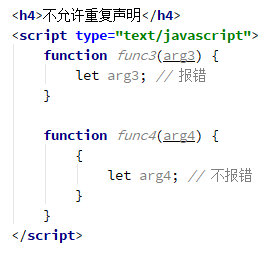 <h4>不允许重复声明</h4>
<script type="text/javascript">
    function func3(arg3) {
        let arg3; // 报错
    }

    function func4(arg4) {
        {
            let arg4; // 不报错
        }
    }
</script>